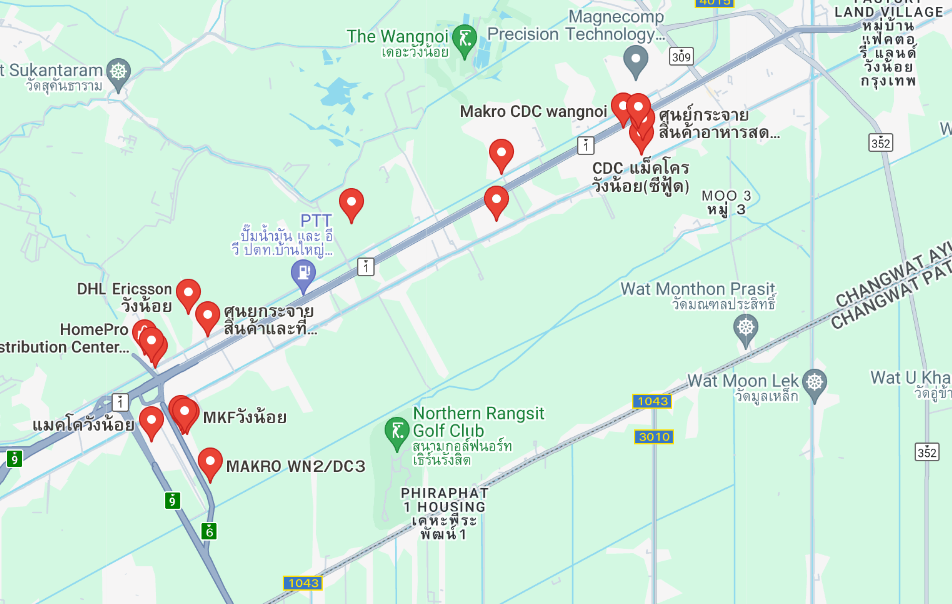 4015
FACTORY
LAND VILLAGE
หมู่บ้าน
แฟคตอ
รี่ แลนด์
วังน้อย
กรุงเทพ
Magnecomp
Precision Technology...
309
The Wangnoi
เดอะวังน้อย
t Sukantaram
วัดสุคันธาราม
Makro CDC wangnoi
ศูนย์กระจาย
สินค้าอาหารสด...
1
352
CDC แม็คโคร
วังน้อย(ซีฟู้ด)
MOO 3
หมู่ 3
PTT
ปั๊มน้ำมัน และ อี
วี ปตท.บ้านใหญ่...
1
CHANGWAT AYU
CHANGWAT PAT
DHL Ericsson
วังน้อย
ศูนย์กระจาย
สินค้าและที่...
Wat Monthon Prasit
วัดมณฑลประสิทธิ์
HomePro
stribution Center...
Wat Moon Lek
วัดมูลเหล็ก
Wat U Kha
วัดอู่ข้า
1
1043
แมคโควังน้อย
MKFวังน้อย
Northern Rangsit
Golf Club
สนามกอล์ฟนอร์ท
เธิร์นรังสิต
3010
352
9
MAKRO WN2/DC3
PHIRAPHAT
1 HOUSING
เคหะพีระ
พัฒน์ 1
9
6
1043